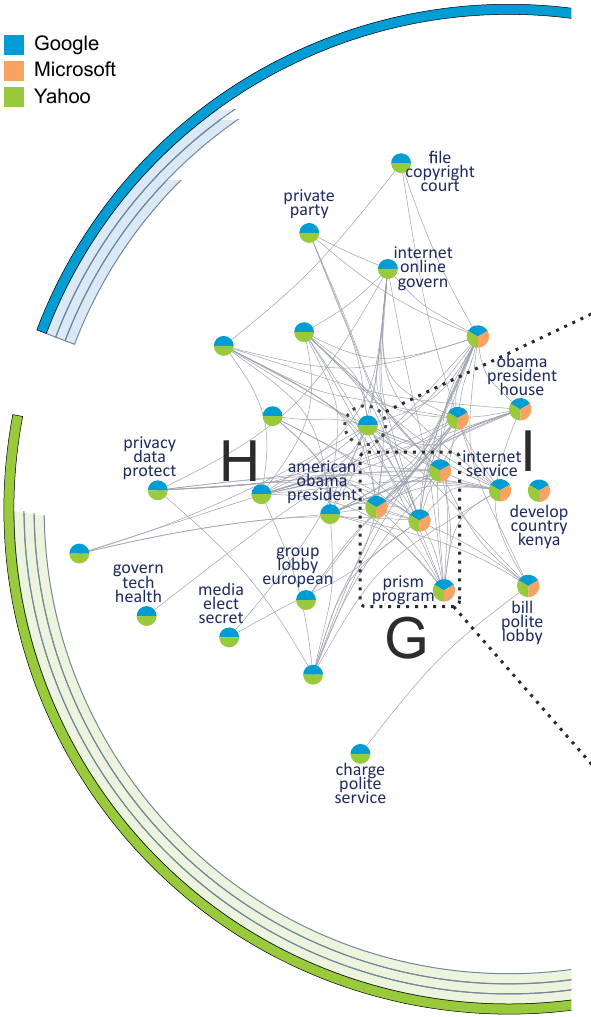 Google
Microsoft
Yahoo
file
copyright
court
private
party
internet
online
govern
obama
president
house
privacy
data
protect
H
american
obama
president
internet
service
I
develop
country
kenya
group
lobby
european
govern
tech
health
media
elect
secret
prism
program
G
bill
polite
lobby
charge
polite
service